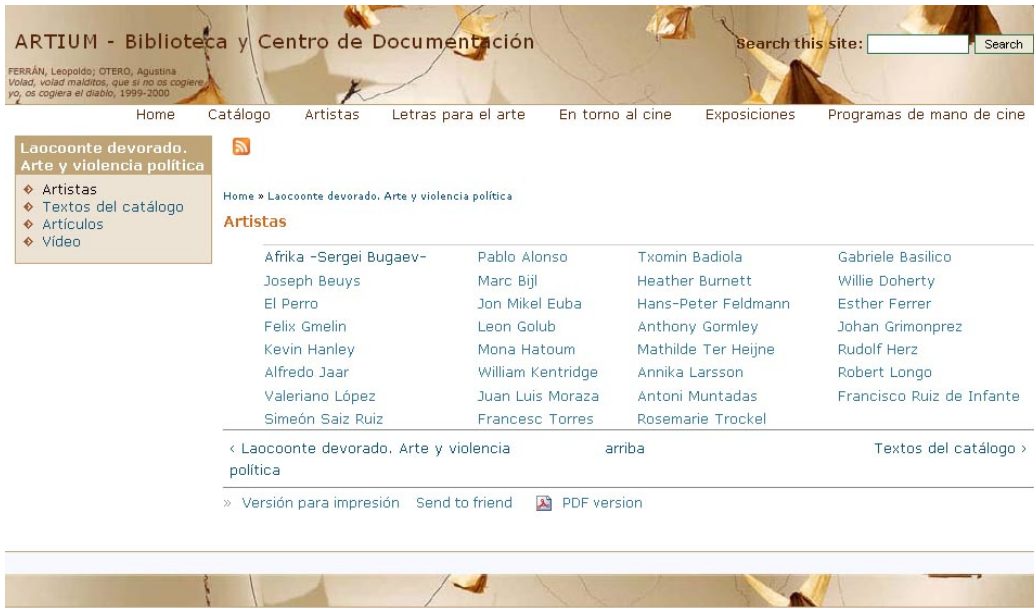 ARTIUM - Biblioteca y Centro de Documentación
Search this site:
Search
FERRÁN, Leopoldo; OTERO, Agustina
Volad, volad malditos, que si no os cogiere
yo, os cogiera el diablo, 1999-2000
Home Catálogo Artistas Letras para el arte En torno al cine Exposiciones Programas de mano de cine
Laocoonte devorado.
Arte y violencia política
Artistas
Textos del catálogo
Artículos
Vídeo
Home » Laocoonte devorado. Arte y violencia política
Artistas
Afrika -Sergei Bugaev- Pablo Alonso Txomin Badiola Gabriele Basilico
Joseph Beuys Marc Bijl Heather Burnett Willie Doherty
El Perro Jon Mikel Euba Hans-Peter Feldmann Esther Ferrer
Felix Gmelin Leon Golub Anthony Gormley Johan Grimonprez
Kevin Hanley Mona Hatoum Mathilde Ter Heijne Rudolf Herz
Alfredo Jaar William Kentridge Annika Larsson Robert Longo
Valeriano López Juan Luis Moraza Antoni Muntadas Francisco Ruiz de Infante
Simeón Saiz Ruiz Francesc Torres Rosemarie Trockel
‹ Laocoonte devorado. Arte y violencia arriba Textos del catálogo ›
política
» Versión para impresión Send to friend PDF version